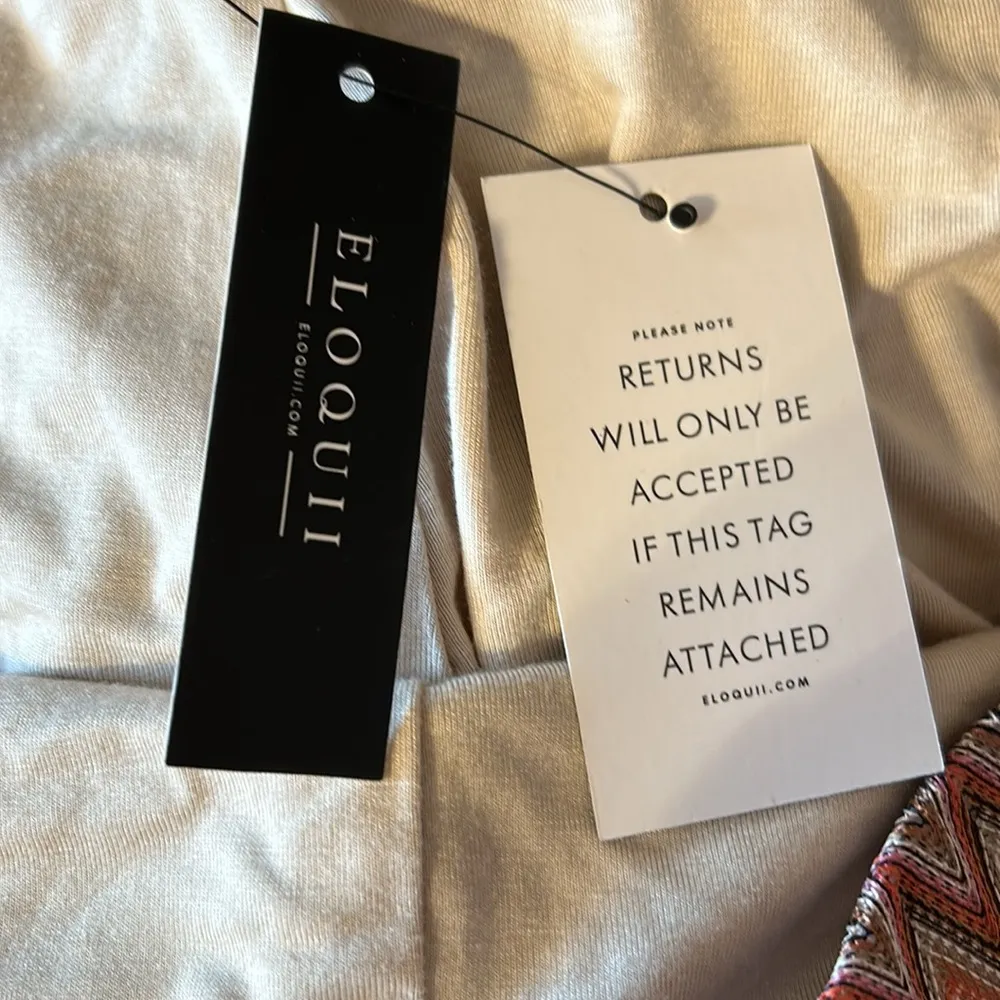 ELOQUII
ELOQUII.COM
PLEASE NOTE
RETURNS
WILL ONLY BE
ACCEPTED
IF THIS TAG
REMAINS
ATTACHED
ELOQUII.COM